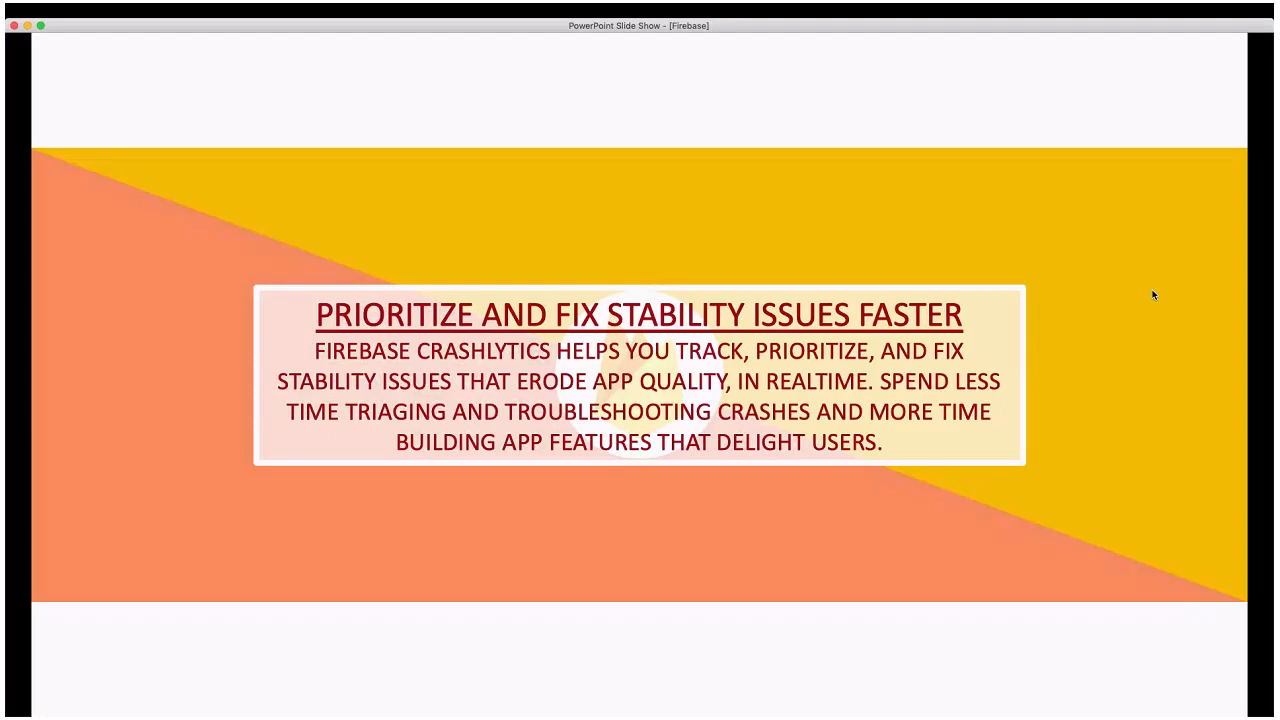 PowerPoint Slide Show - [Firebase]
PRIORITIZE AND FIX STABILITY ISSUES FASTER
FIREBASE CRASHLYTICS HELPS YOU TRACK, PRIORITIZE, AND FIX
STABILITY ISSUES THAT ERODE APP QUALITY, IN REALTIME. SPEND LESS
TIME TRIAGING AND TROUBLESHOOTING CRASHES AND MORE TIME
BUILDING APP FEATURES THAT DELIGHT USERS.